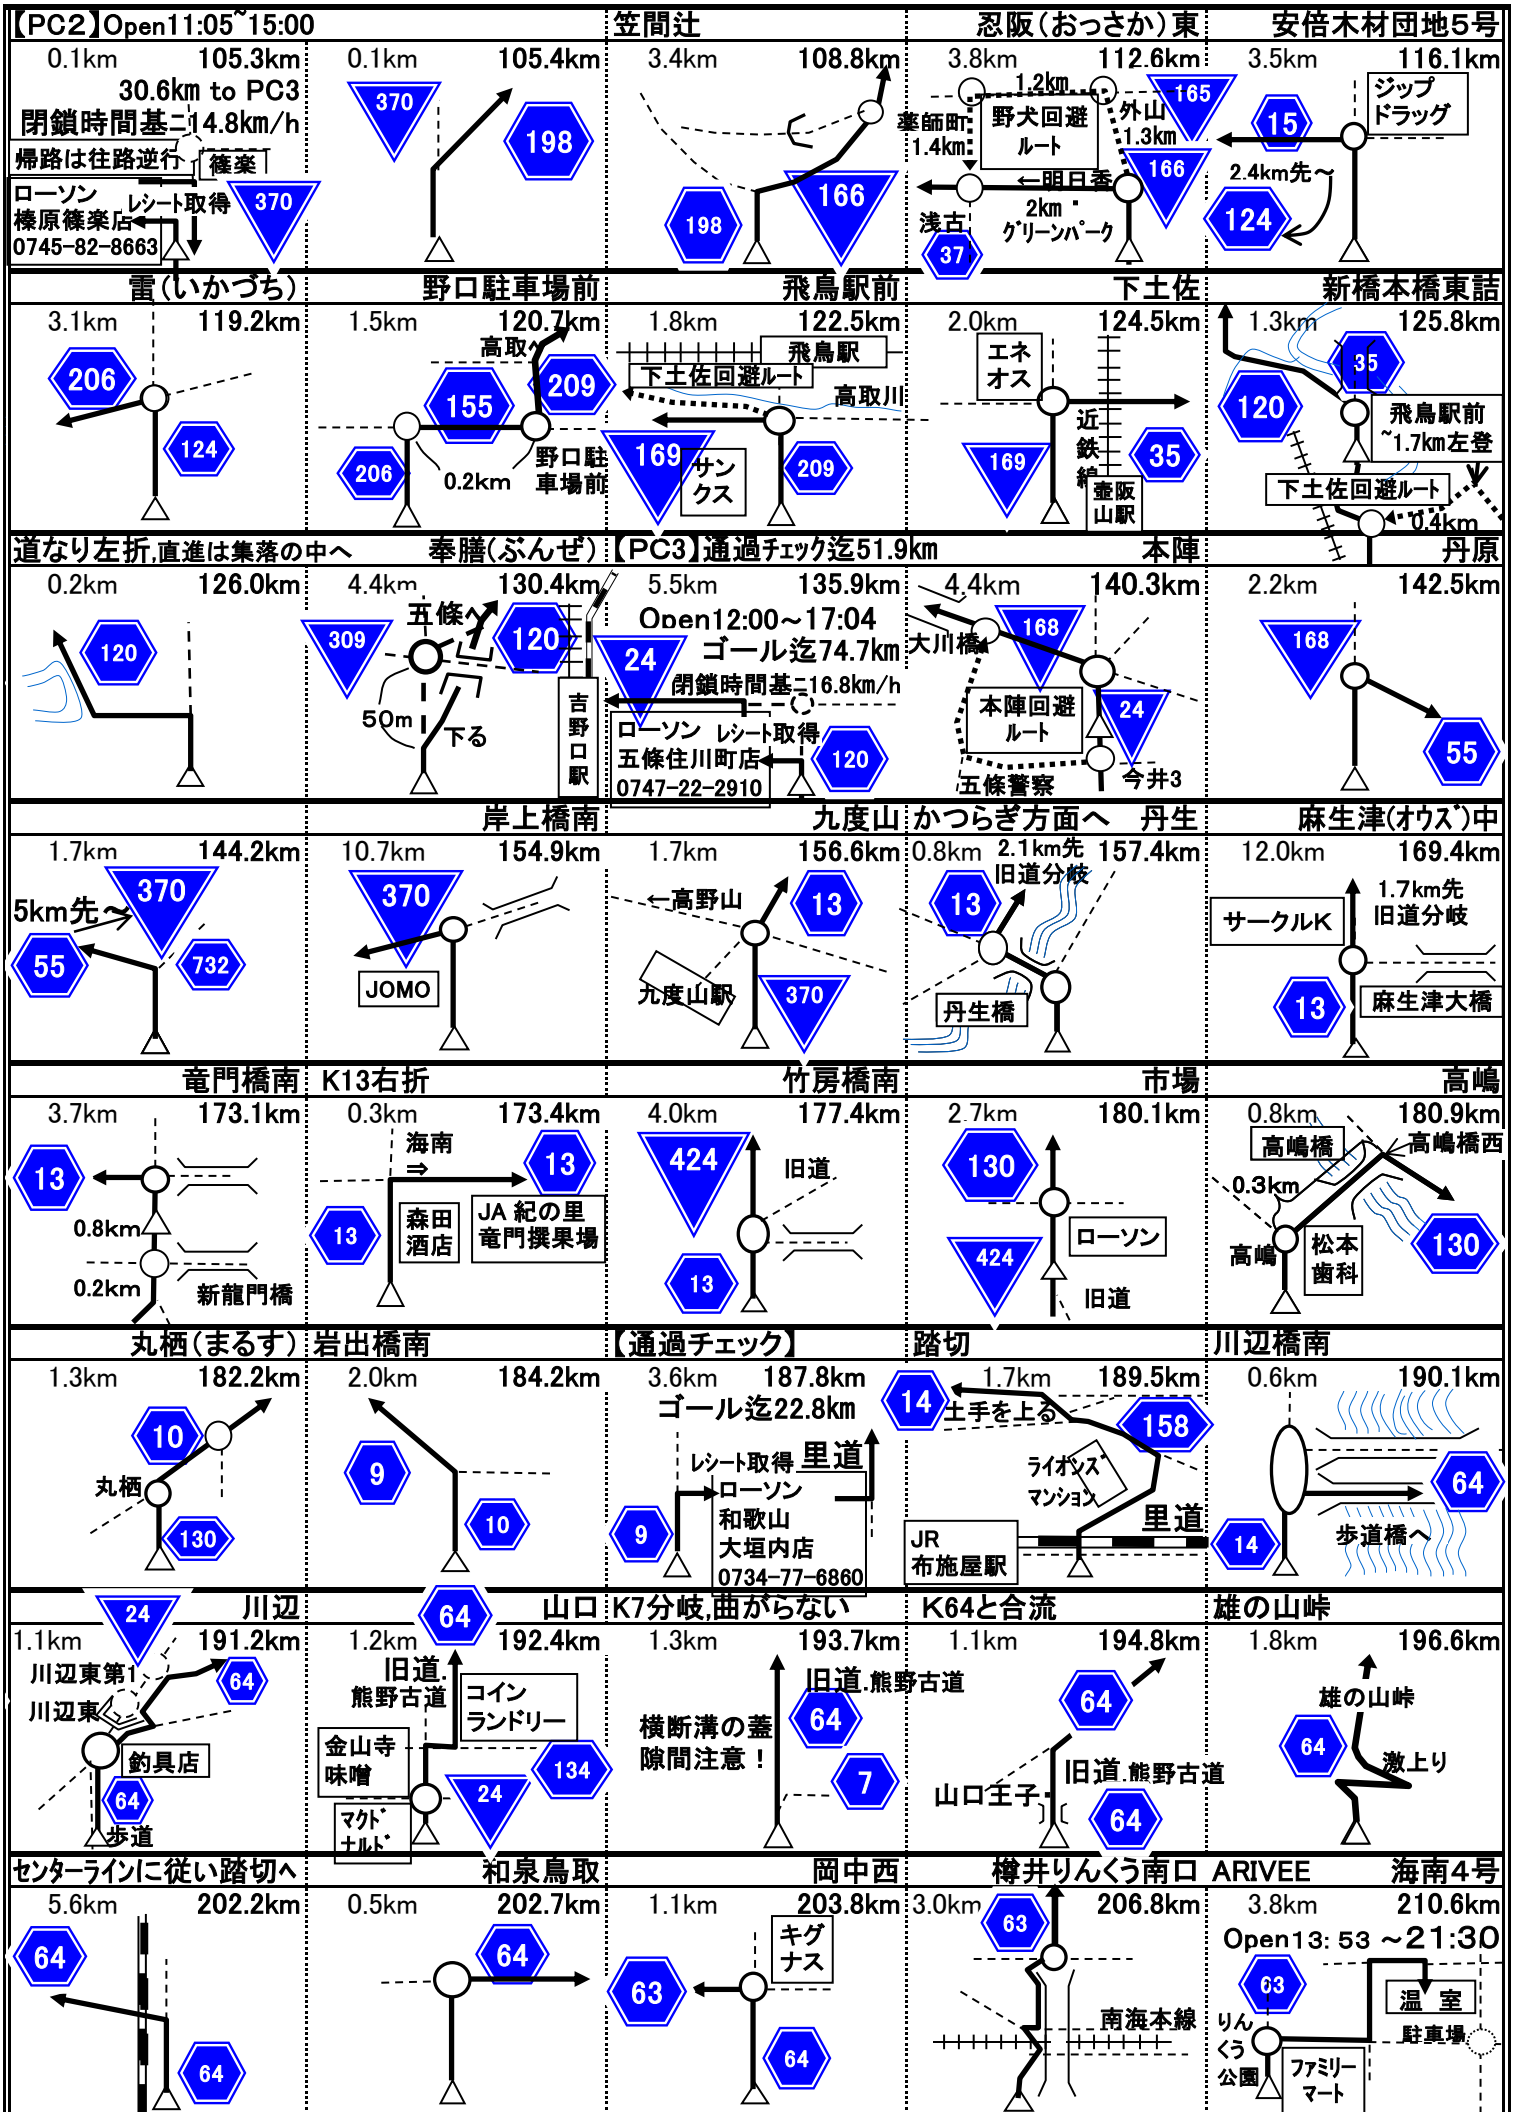 【PC2】Open11:05~15:00
0.1km 105.3km
30.6km to PC3
閉鎖時間基ニ14.8km/h
帰路は往路逆行
篠楽
ローソン
榛原篠楽店
0745-82-8663
レシート取得
370
0.1km 105.4km
370
198
笠間辻
3.4km 108.8km
198
166
忍阪(おっさか)東
3.8km 112.6km
1.2km
薬師町
1.4km
野犬回避
ルート
外山
1.3km
165
166
←明日香
2km
グリーンパーク
浅古
37
安倍木材団地5号
3.5km 116.1km
ジップ
ドラッグ
15
2.4km先~
124
雷(いかづち)
3.1km 119.2km
206
124
野口駐車場前
1.5km 120.7km
高取へ
155
209
206
0.2km
野口駐
車場前
飛鳥駅前
1.8km 122.5km
飛鳥駅
下土佐回避ルート
高取川
169
サン
クス
209
下土佐
2.0km 124.5km
エネ
オス
近鉄線
169
35
壺阪
山駅
新橋本橋東詰
1.3km 125.8km
35
120
飛鳥駅前
~1.7km左登
下土佐回避ルート
0.4km
道なり左折,直進は集落の中へ
0.2km 126.0km
120
奉膳(ぶんぜ)
4.4km 130.4km
五條へ
309
120
50m
下る
吉野口駅
【PC3】通過チェック迄51.9km
5.5km 135.9km
Open12:00~17:04
ゴール迄74.7km
24
閉鎖時間基ニ16.8km/h
ローソン
五條住川町店
0747-22-2910
レシート取得
120
本陣
4.4km 140.3km
大川橋
168
本陣回避
ルート
24
五條警察
今井3
丹原
2.2km 142.5km
168
55
1.7km 144.2km
370
5km先~
55
732
岸上橋南
10.7km 154.9km
370
JOMO
九度山
1.7km 156.6km
←高野山
13
九度山駅
370
かつらぎ方面へ 丹生
0.8km 157.4km
2.1km先
旧道分岐
13
丹生橋
麻生津(オウズ)中
12.0km 169.4km
1.7km先
旧道分岐
サークルK
13
麻生津大橋
竜門橋南
3.7km 173.1km
13
0.8km
0.2km
新龍門橋
K13右折
0.3km 173.4km
海南
⇒
13
13
森田
酒店
JA 紀の里
竜門撰果場
竹房橋南
4.0km 177.4km
424
旧道
13
市場
2.7km 180.1km
130
ローソン
424
旧道
高嶋
0.8km 180.9km
高嶋橋
高嶋橋西
0.3km
高嶋
松本
歯科
130
丸栖(まるす)
1.3km 182.2km
10
丸栖
130
岩出橋南
2.0km 184.2km
9
10
【通過チェック】
3.6km 187.8km
ゴール迄22.8km
レシート取得
里道
ローソン
和歌山
大垣内店
0734-77-6860
9
踏切
1.7km 189.5km
14
土手を上る
158
ライオンズ
マンション
里道
JR
布施屋駅
川辺橋南
0.6km 190.1km
64
歩道橋へ
14
川辺
1.1km 191.2km
24
川辺東第1
川辺東
64
釣具店
64
歩道
山口
1.2km 192.4km
64
旧道.
熊野古道
コイン
ランドリー
金山寺
味噌
マクド
ナルド
24
134
K7分岐,曲がらない
1.3km 193.7km
旧道.熊野古道
横断溝の蓋
隙間注意!
64
7
K64と合流
1.1km 194.8km
64
旧道.熊野古道
山口王子
64
雄の山峠
1.8km 196.6km
雄の山峠
64
激上り
センターラインに従い踏切へ
5.6km 202.2km
64
64
和泉鳥取
0.5km 202.7km
64
岡中西
1.1km 203.8km
キグ
ナス
63
64
樽井りんくう南口
3.0km 206.8km
63
南海本線
ARIVEE 海南4号
3.8km 210.6km
Open13:53 ~21:30
63
温 室
りん
くう
公園
駐車場
ファミリー
マート